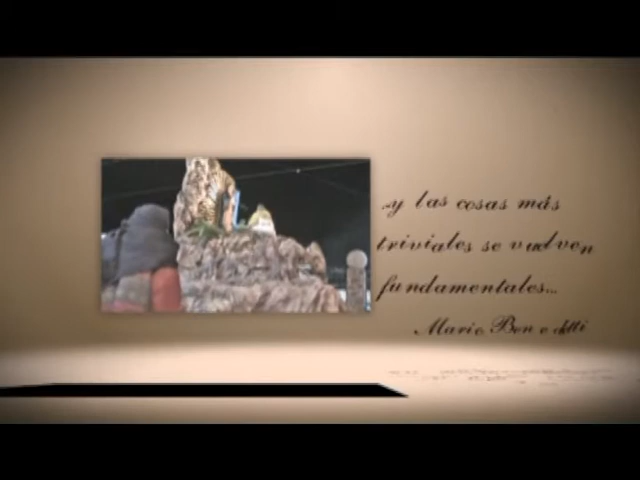 ..y las cosas más
triviales se vuelven
fundamentales...
Mario Benedetti